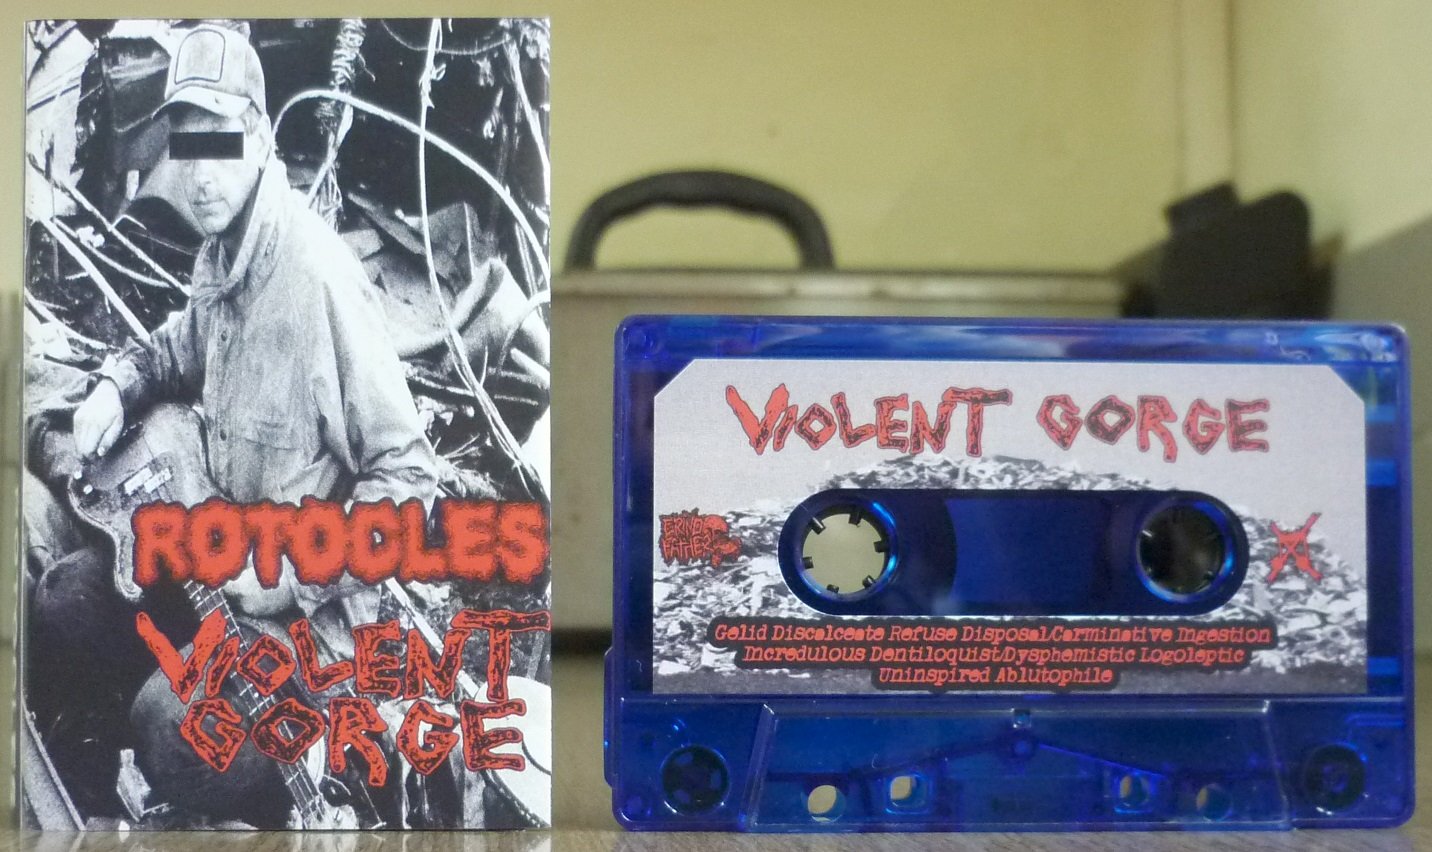 ROTOCLES
VIOLENT
GORGE
VIOLENT GORGE
Gelid Discalceate Refuse Disposal/Carminative Ingestion
Incredulous Dentiloquist/Dysphemistic Logoleptic
Uninspired Ablutophile